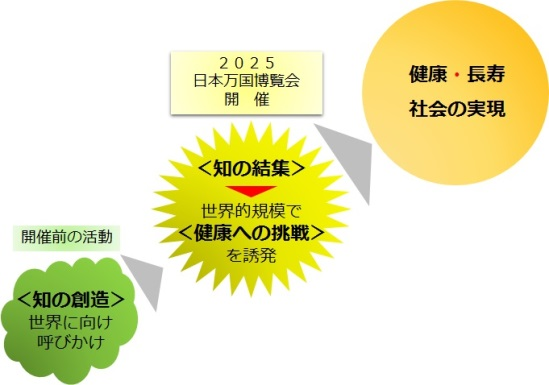 ２０２５
日本万国博覧会
開　催
健康・長寿
社会の実現
＜知の結集＞
世界的規模で
＜健康への挑戦＞
を誘発
開催前の活動
＜知の創造＞
世界に向け
呼びかけ